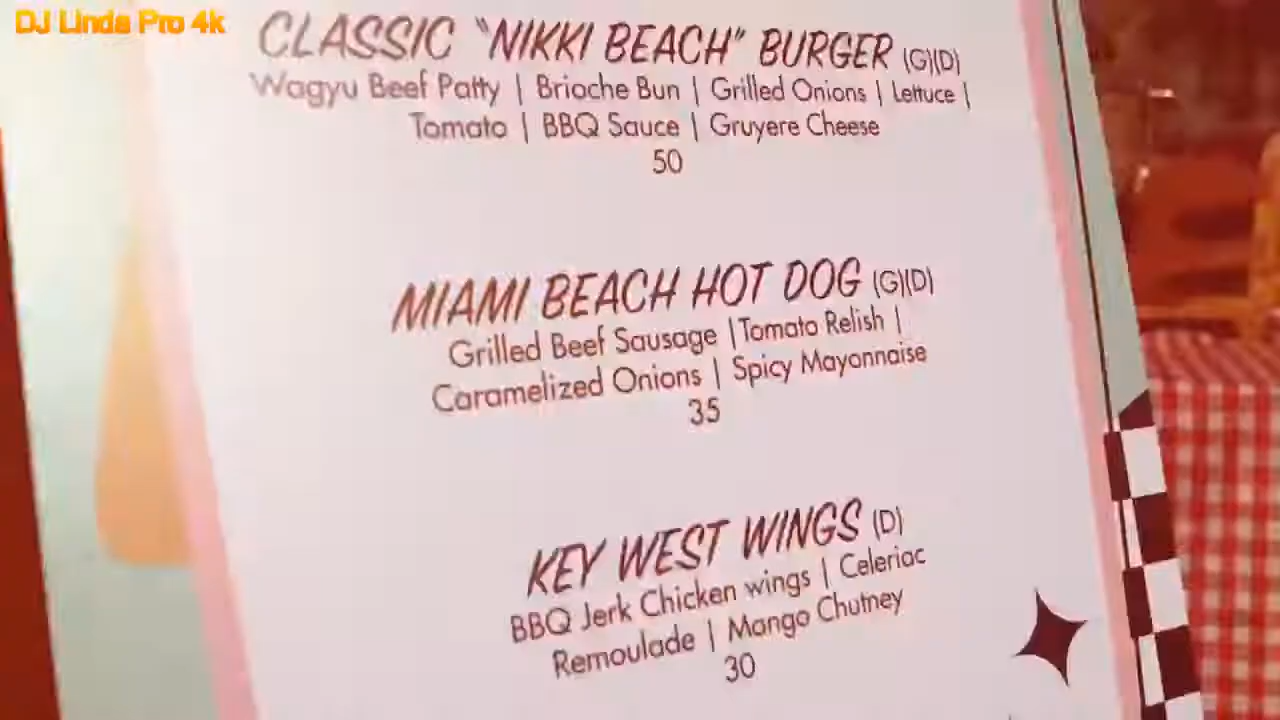 DJ Linda Pro 4k
CLASSIC "NIKKI BEACH" BURGER (G)(D)
Wagyu Beef Patty | Brioche Bun | Grilled Onions | Lettuce |
Tomato | BBQ Sauce | Gruyere Cheese
50
MIAMI BEACH HOT DOG (G)(D)
Grilled Beef Sausage | Tomato Relish |
Caramelized Onions | Spicy Mayonnaise
35
KEY WEST WINGS (D)
BBQ Jerk Chicken wings | Celeriac
Remoulade | Mango Chutney
30